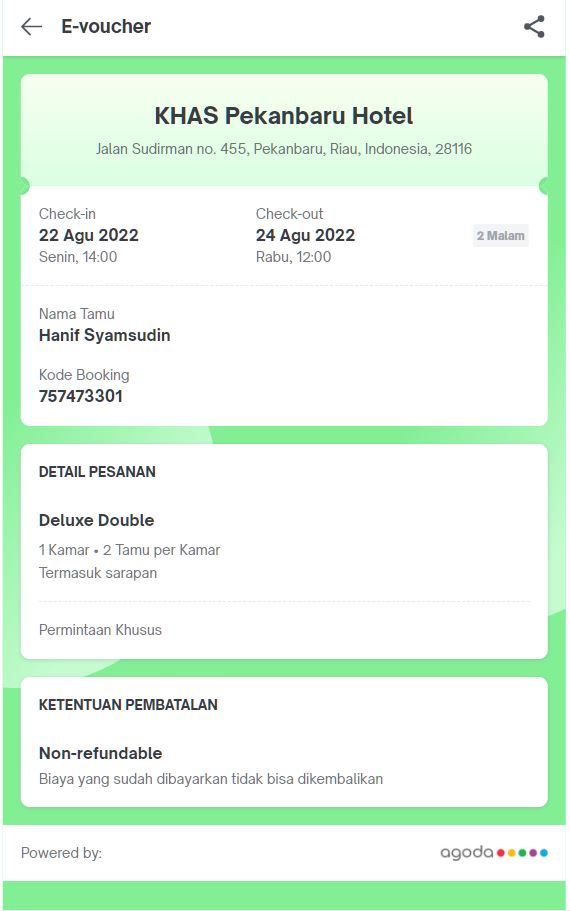 E-voucher
KHAS Pekanbaru Hotel
Jalan Sudirman no. 455, Pekanbaru, Riau, Indonesia, 28116
Check-in
22 Agu 2022
Senin, 14:00
Check-out
24 Agu 2022
Rabu, 12:00
2 Malam
Nama Tamu
Hanif Syamsudin
Kode Booking
757473301
DETAIL PESANAN
Deluxe Double
1 Kamar • 2 Tamu per Kamar
Termasuk sarapan
Permintaan Khusus
KETENTUAN PEMBATALAN
Non-refundable
Biaya yang sudah dibayarkan tidak bisa dikembalikan
Powered by:
agoda